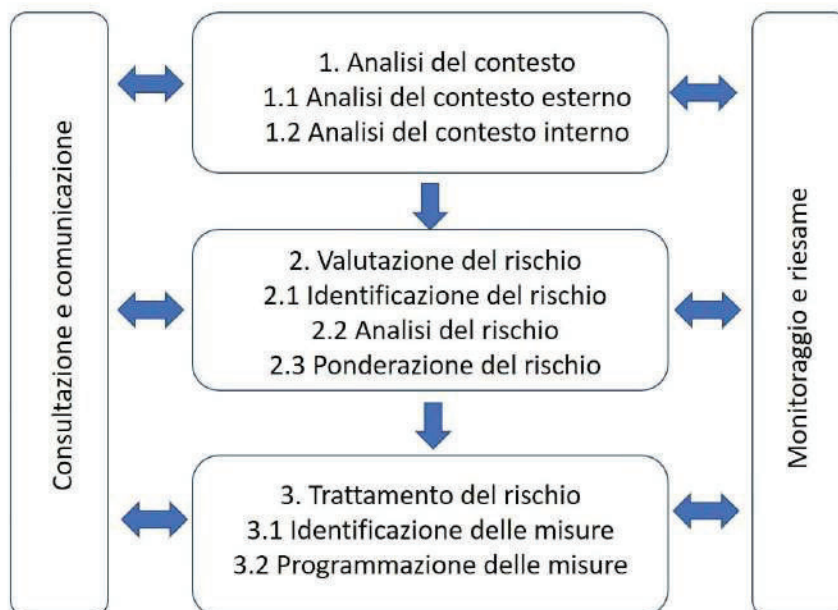 Consultazione e comunicazione
1. Analisi del contesto
1.1 Analisi del contesto esterno
1.2 Analisi del contesto interno
2. Valutazione del rischio
2.1 Identificazione del rischio
2.2 Analisi del rischio
2.3 Ponderazione del rischio
3. Trattamento del rischio
3.1 Identificazione delle misure
3.2 Programmazione delle misure
Monitoraggio e riesame